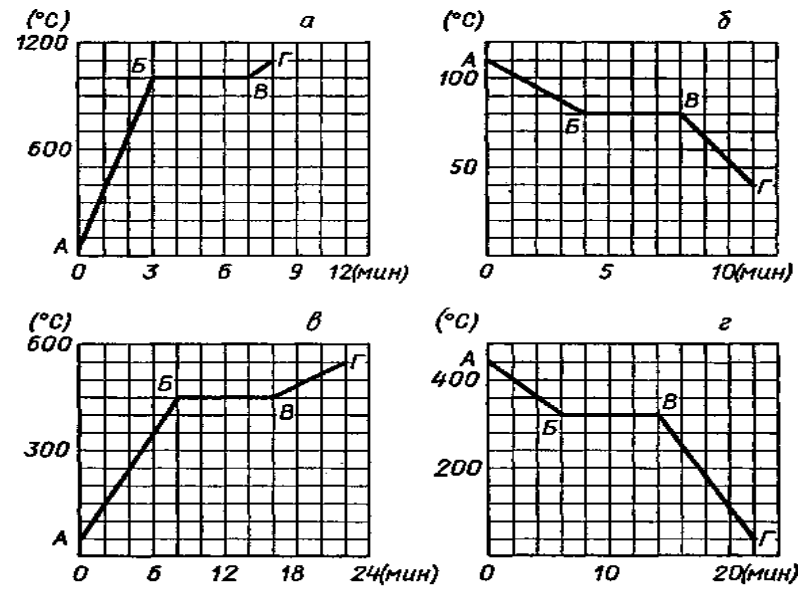 (°C) а
1200
Б Г
В
600
А
0 3 6 9 12(мин)
(°C) б
А
100
В
Б
50
Г
0 5 10(мин)
(°C) в
600
Г
Б
В
300
А
0 6 12 18 24(мин)
(°C) г
А
400
В
Б
200
Г
0 10 20(мин)